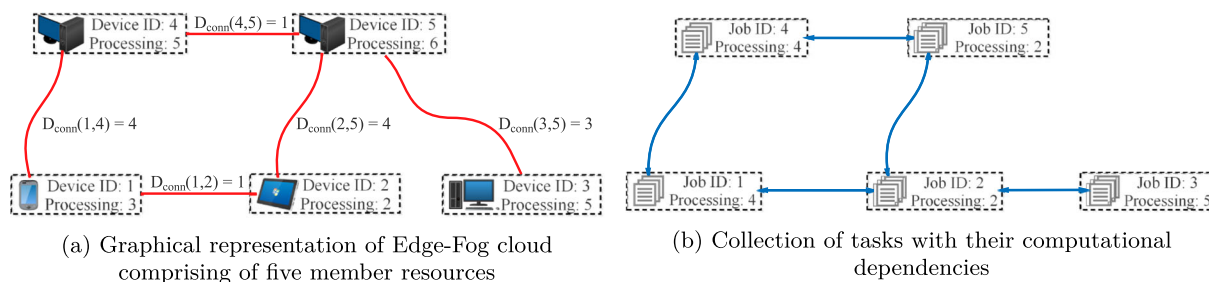 Device ID: 4
Processing: 5
D_conn(4,5) = 1
Device ID: 5
Processing: 6
D_conn(1,4) = 4
D_conn(2,5) = 4
D_conn(3,5) = 3
Device ID: 1
Processing: 3
D_conn(1,2) = 1
Device ID: 2
Processing: 2
Device ID: 3
Processing: 5
(a) Graphical representation of Edge-Fog cloud
comprising of five member resources
Job ID: 4
Processing: 4
Job ID: 5
Processing: 2
Job ID: 1
Processing: 4
Job ID: 2
Processing: 2
Job ID: 3
Processing: 5
(b) Collection of tasks with their computational
dependencies